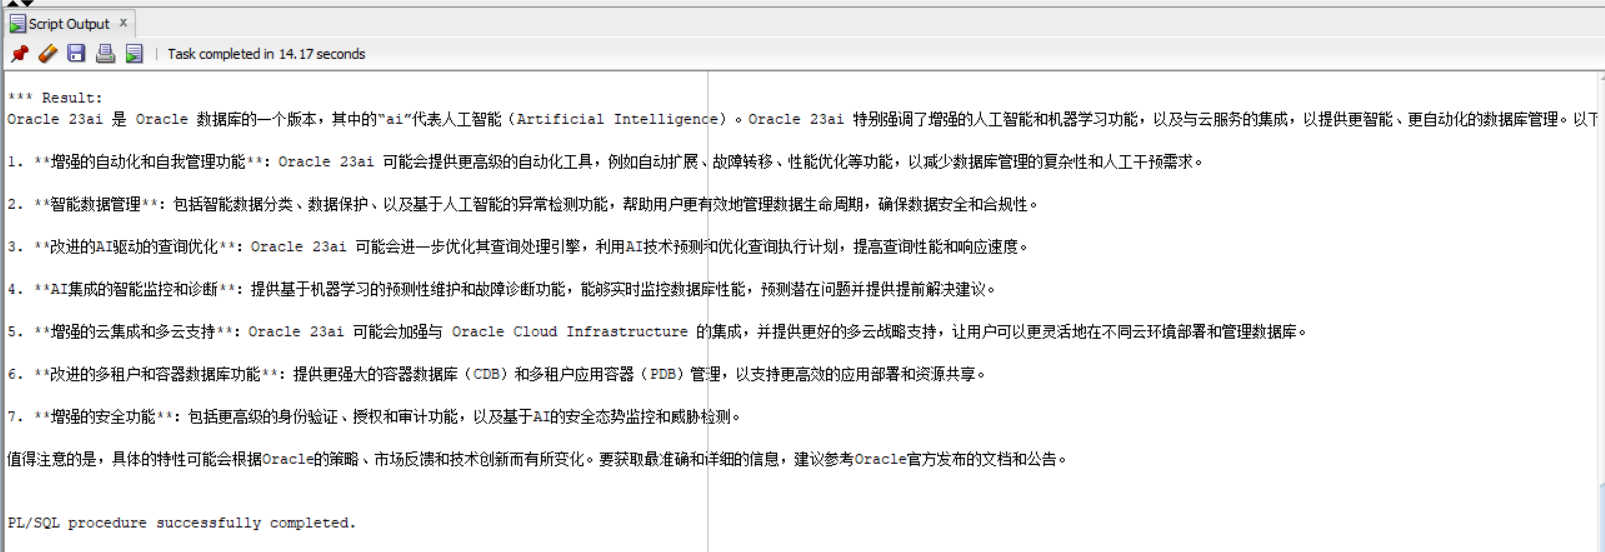 Script Output x
Task completed in 14.17 seconds
*** Result:
Oracle 23ai 是 Oracle 数据库的一个版本，其中的“ai”代表人工智能（Artificial Intelligence）。Oracle 23ai 特别强调了增强的人工智能和机器学习功能，以及与云服务的集成，以提供更智能、更自动化的数据库管理。以下
1. **增强的自动化和自我管理功能**：Oracle 23ai 可能会提供更高级的自动化工具，例如自动扩展、故障转移、性能优化等功能，以减少数据库管理的复杂性和人工干预需求。
2. **智能数据管理**：包括智能数据分类、数据保护、以及基于人工智能的异常检测功能，帮助用户更有效地管理数据生命周期，确保数据安全和合规性。
3. **改进的AI驱动的查询优化**：Oracle 23ai 可能会进一步优化其查询处理引擎，利用AI技术预测和优化查询执行计划，提高查询性能和响应速度。
4. **AI集成的智能监控和诊断**：提供基于机器学习的预测性维护和故障诊断功能，能够实时监控数据库性能，预测潜在问题并提供提前解决建议。
5. **增强的云集成和多云支持**：Oracle 23ai 可能会加强与 Oracle Cloud Infrastructure 的集成，并提供更好的多云战略支持，让用户可以更灵活地在不同云环境部署和管理数据库。
6. **改进的多租户和容器数据库功能**：提供更强大的容器数据库（CDB）和多租户应用容器（PDB）管理，以支持更高效的应用部署和资源共享。
7. **增强的安全功能**：包括更高级的身份验证、授权和审计功能，以及基于AI的安全态势监控和威胁检测。
值得注意的是，具体的特性可能会根据Oracle的策略、市场反馈和技术创新而有所变化。要获取最准确和详细的信息，建议参考Oracle官方发布的文档和公告。
PL/SQL procedure successfully completed.